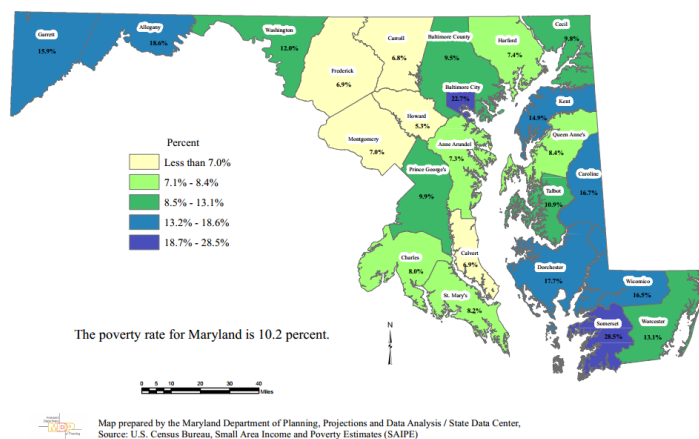 Garrett
15.9%
Allegany
18.6%
Washington
12.0%
Frederick
6.9%
Carroll
6.8%
Baltimore County
9.5%
Baltimore City
22.7%
Harford
7.4%
Cecil
9.8%
Howard
5.3%
Montgomery
7.0%
Anne Arundel
7.3%
Prince George's
9.9%
Kent
14.9%
Queen Anne's
8.4%
Caroline
16.7%
Talbot
10.9%
Calvert
6.9%
Charles
8.0%
St. Mary's
8.2%
Dorchester
17.7%
Wicomico
16.5%
Somerset
28.5%
Worcester
13.1%
Percent
Less than 7.0%
7.1% - 8.4%
8.5% - 13.1%
13.2% - 18.6%
18.7% - 28.5%
The poverty rate for Maryland is 10.2 percent.
N
0 5 10 20 30 40
Miles
Maryland
Department
of Planning
Map prepared by the Maryland Department of Planning, Projections and Data Analysis / State Data Center,
Source: U.S. Census Bureau, Small Area Income and Poverty Estimates (SAIPE)